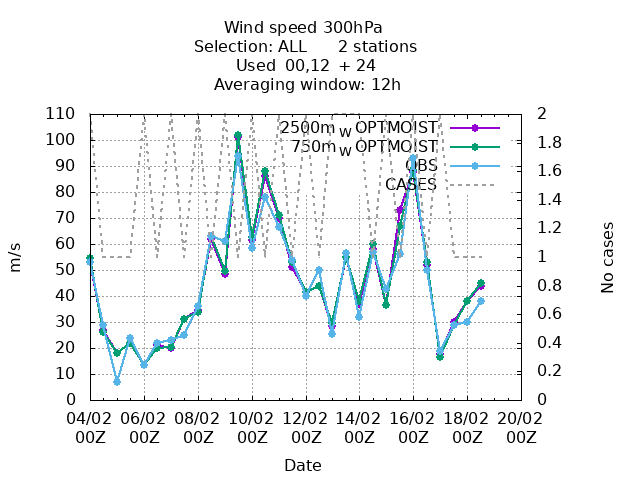 Wind speed 300hPa
Selection: ALL 2 stations
Used 00,12 + 24
Averaging window: 12h
2500m w OPTMOIST
750m w OPTMOIST
OBS
CASES
110
100
90
80
70
60
50
40
30
20
10
0
m/s
2
1.8
1.6
1.4
1.2
1
0.8
0.6
0.4
0.2
0
No cases
04/02 06/02 08/02 10/02 12/02 14/02 16/02 18/02 20/02
00Z 00Z 00Z 00Z 00Z 00Z 00Z 00Z 00Z
Date